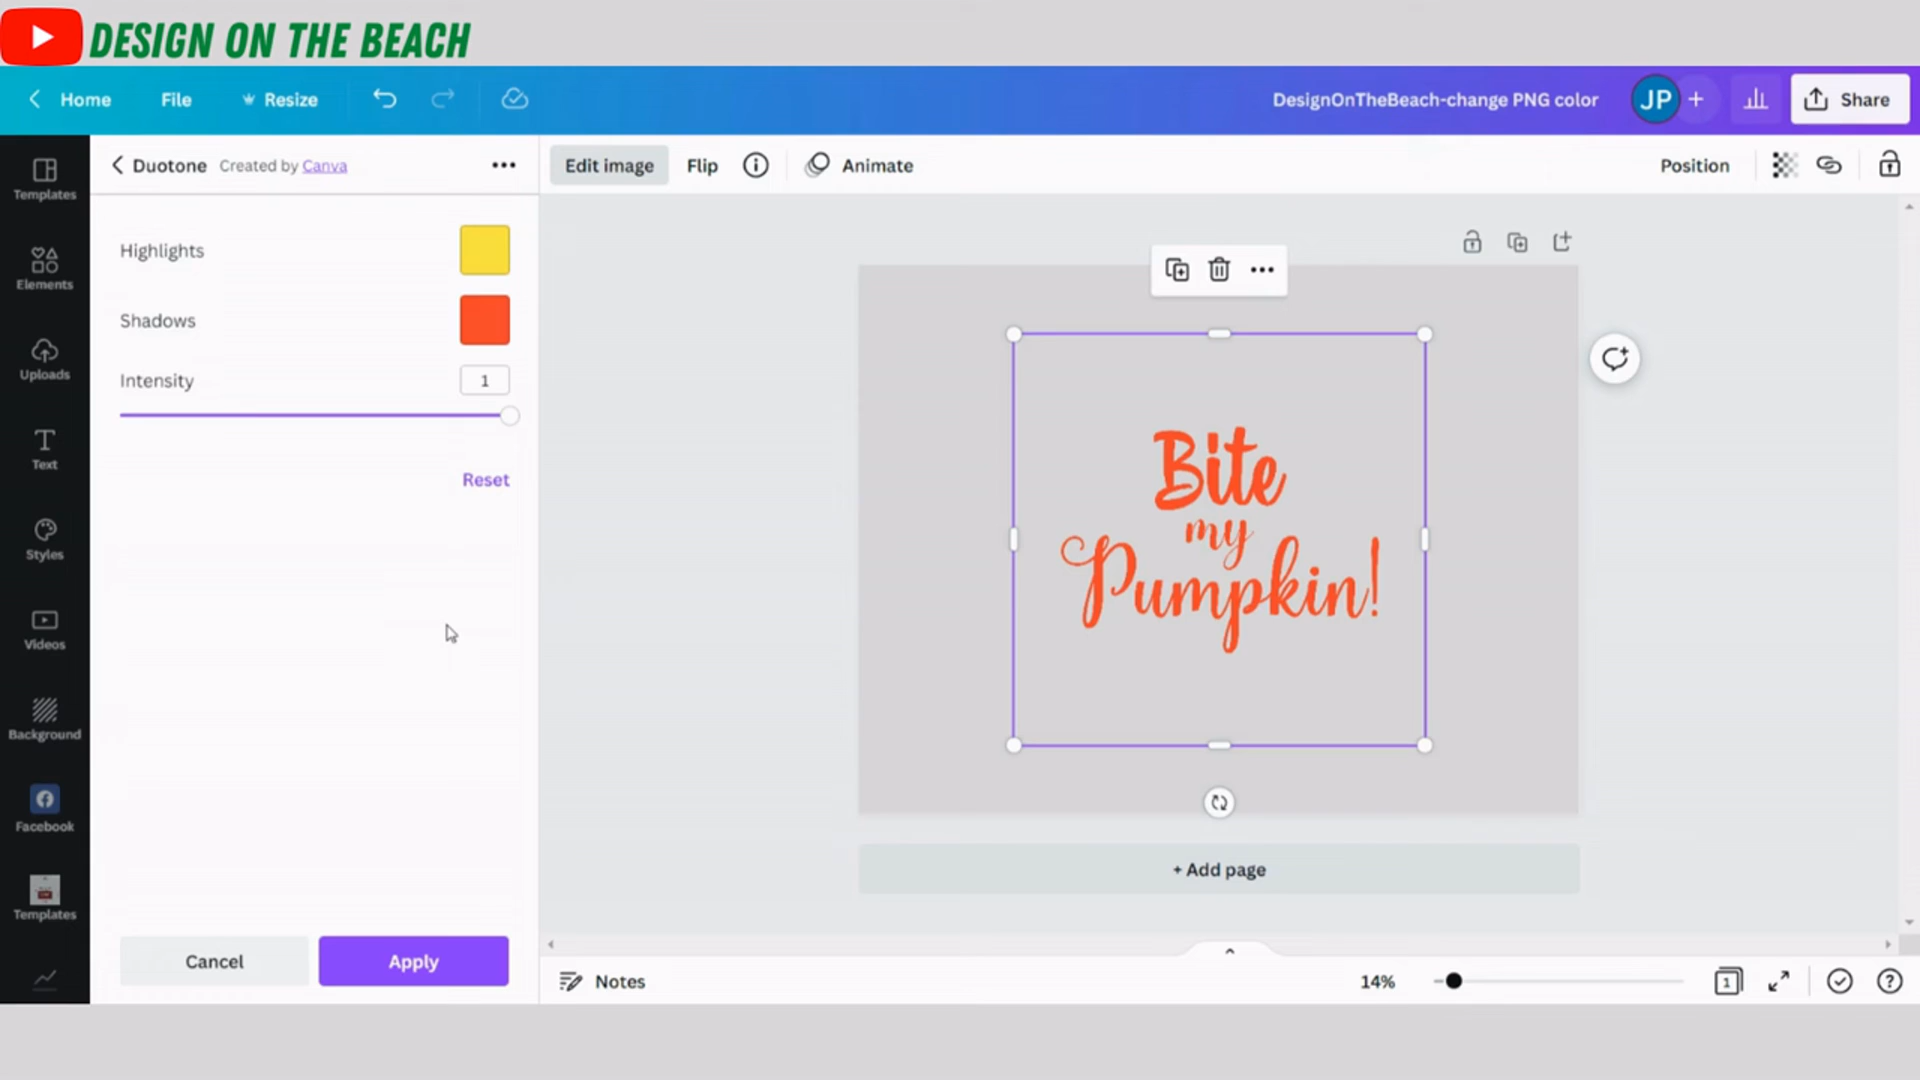 DESIGN ON THE BEACH
Home File Resize DesignOnTheBeach-change PNG color JP + Share
Duotone Created by Canva ... Edit image Flip Animate Position
Templates
Elements
Uploads
Text
Styles
Videos
Background
Facebook
Templates
Highlights
Shadows
Intensity 1
Reset
Cancel Apply
Bite
my
Pumpkin!
+ Add page
Notes 14% 1 ?